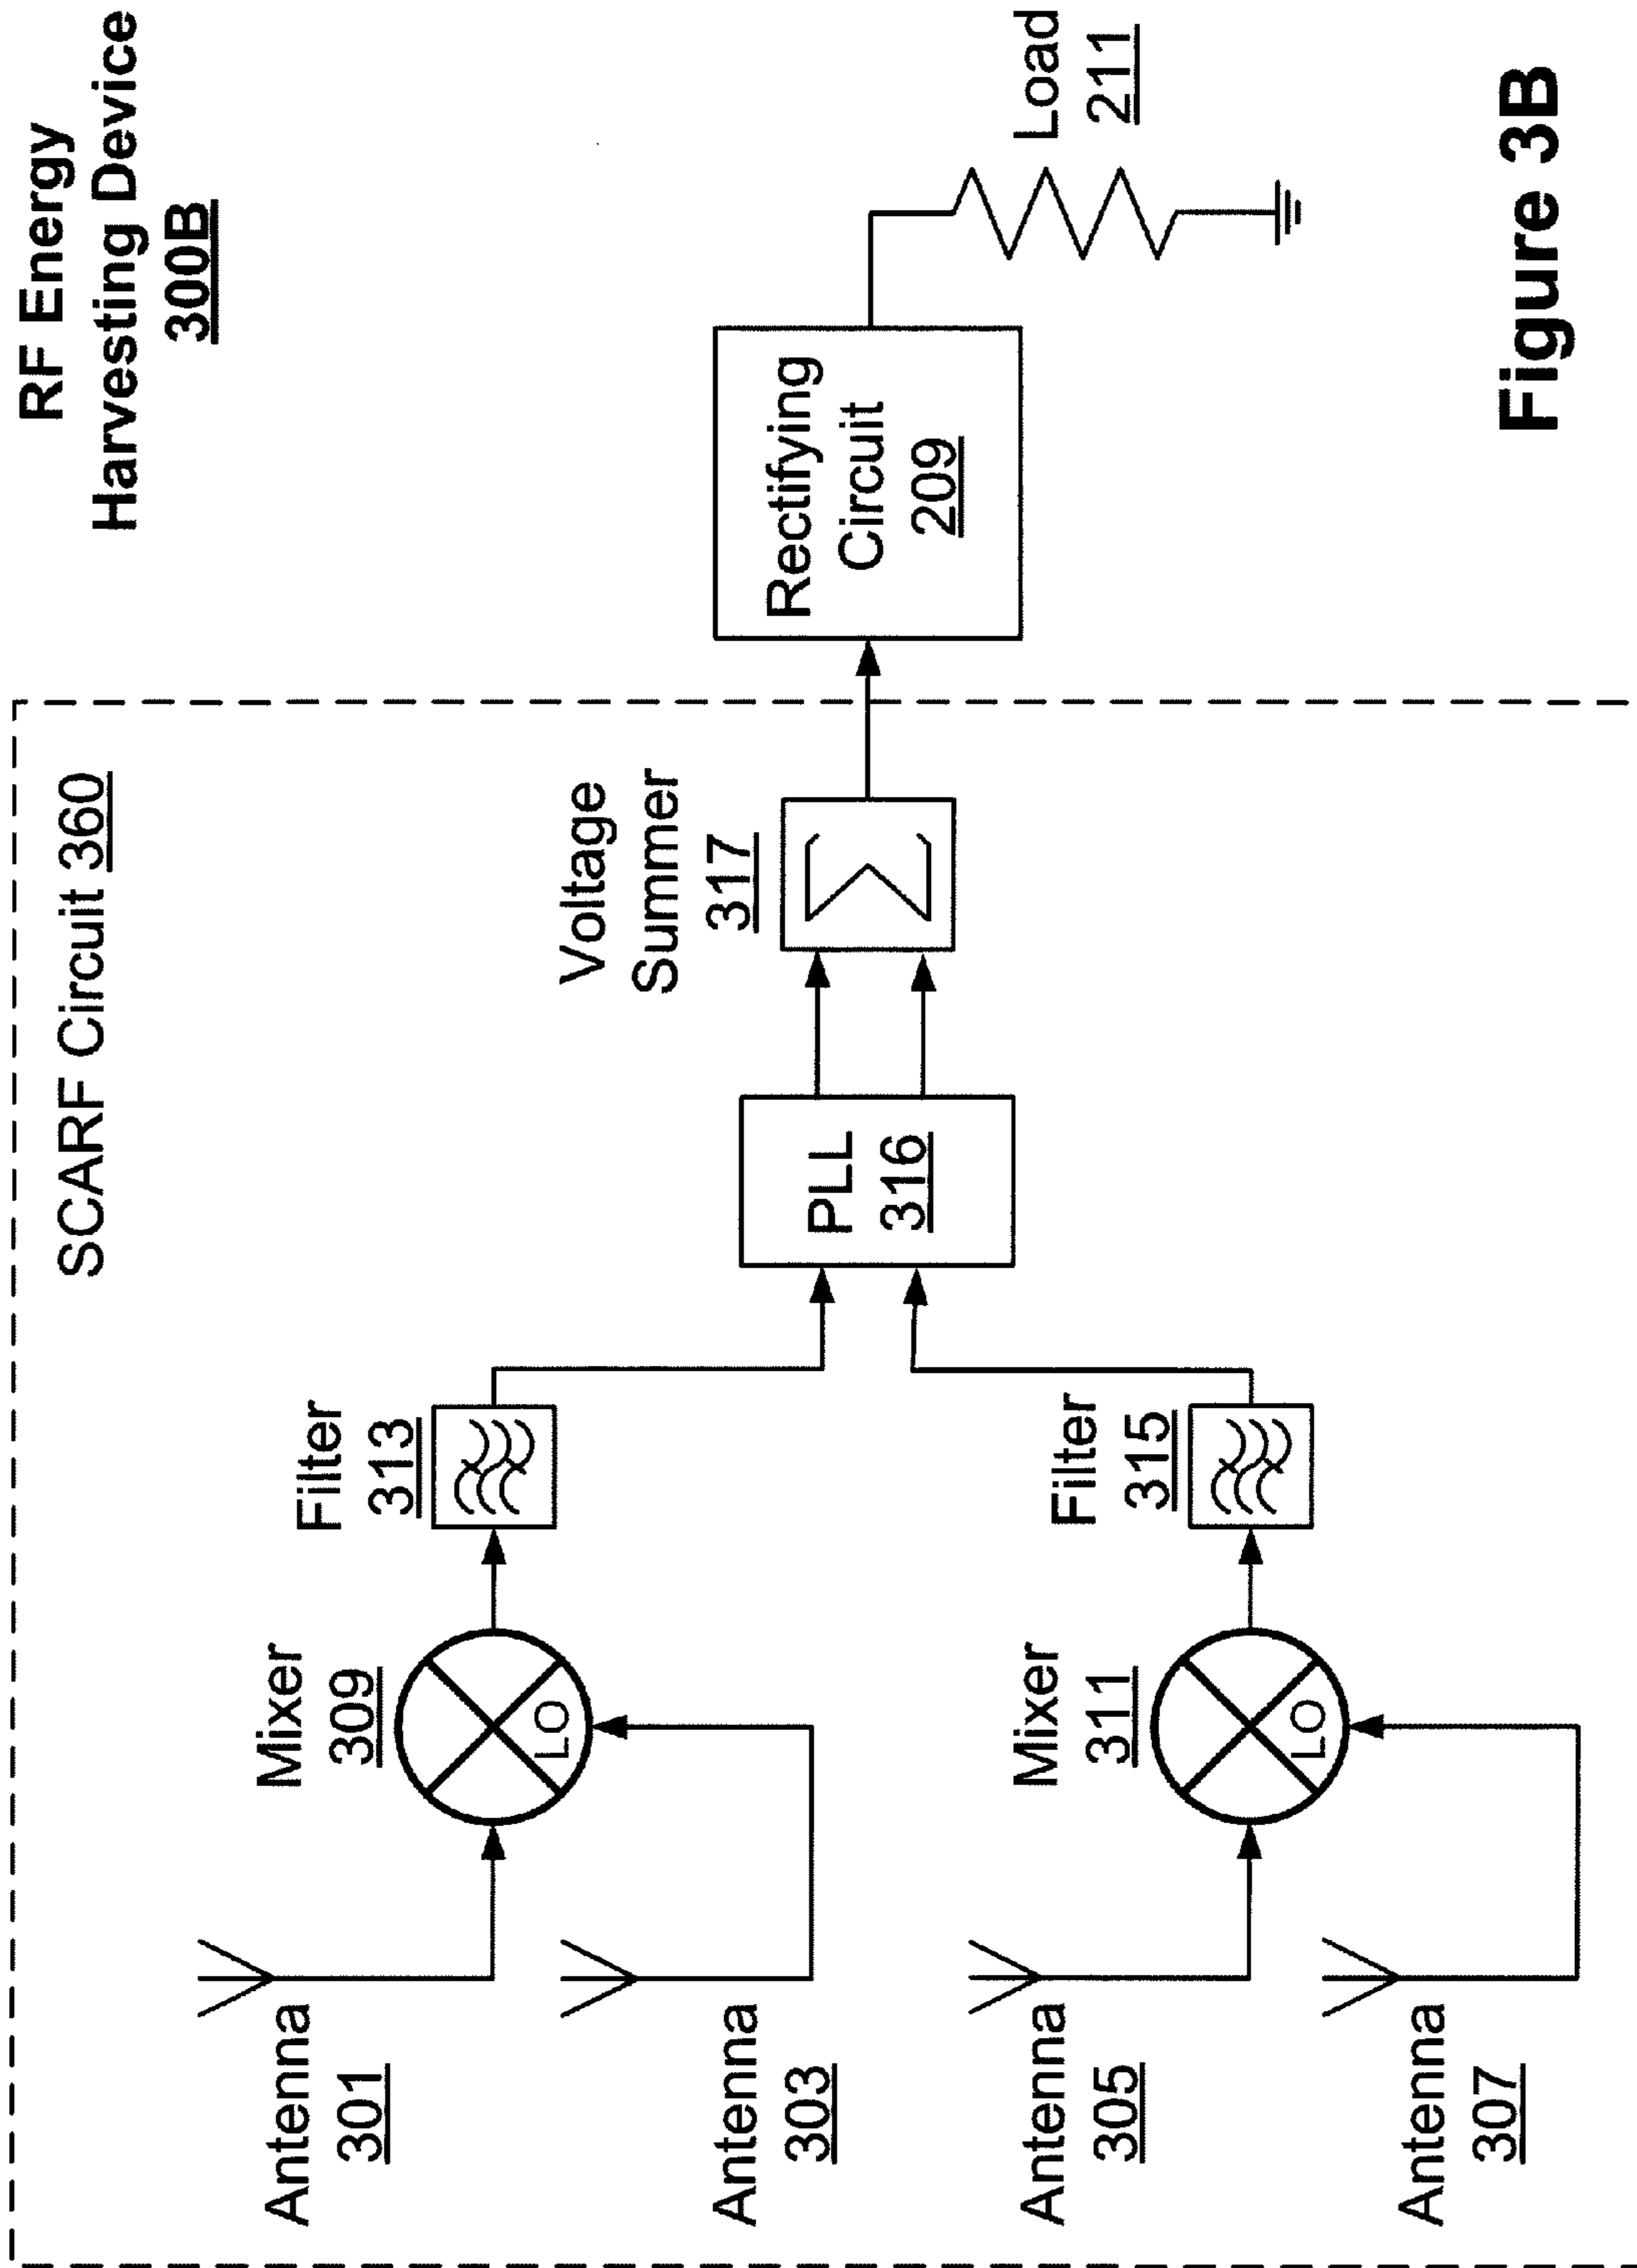 RF Energy
Harvesting Device
300B
SCARF Circuit 360
Antenna
301
Mixer
309
LO
Filter
313
Antenna
303
Voltage
Summer
317
Σ
PLL
316
Rectifying
Circuit
209
Load
211
Antenna
305
Mixer
311
LO
Filter
315
Antenna
307
Figure 3B